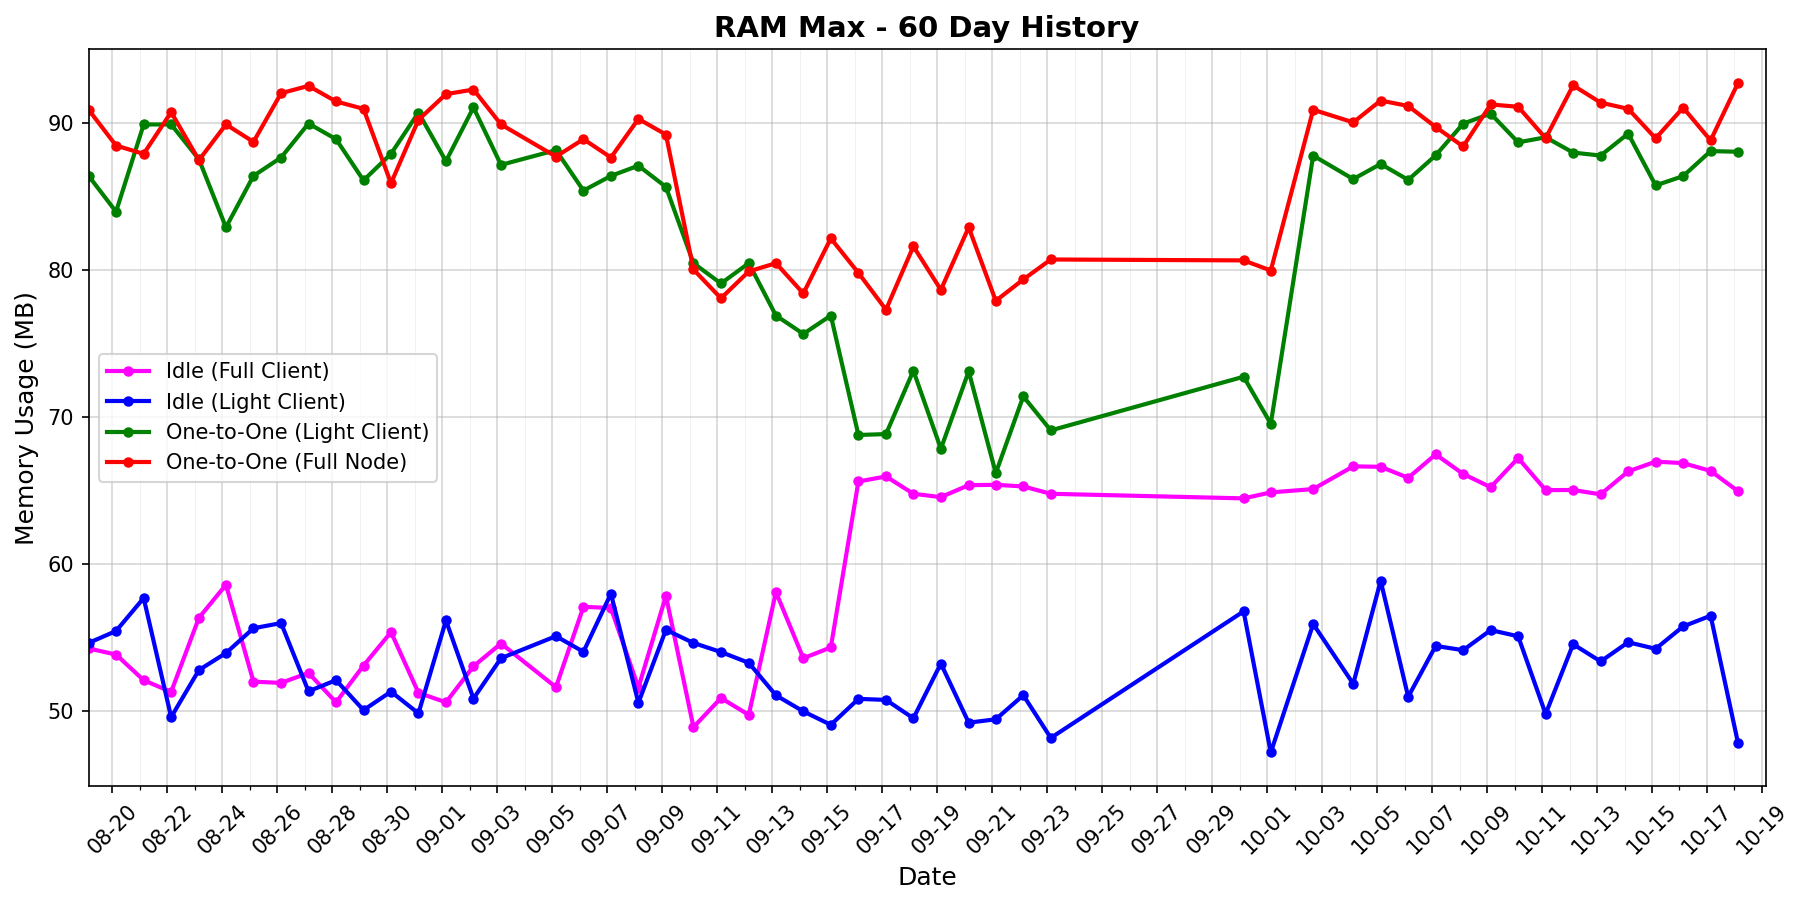 RAM Max - 60 Day History
Memory Usage (MB)
90
80
70
60
50
Idle (Full Client)
Idle (Light Client)
One-to-One (Light Client)
One-to-One (Full Node)
08-20 08-22 08-24 08-26 08-28 08-30 09-01 09-03 09-05 09-07 09-09 09-11 09-13 09-15 09-17 09-19 09-21 09-23 09-25 09-27 09-29 10-01 10-03 10-05 10-07 10-09 10-11 10-13 10-15 10-17 10-19
Date